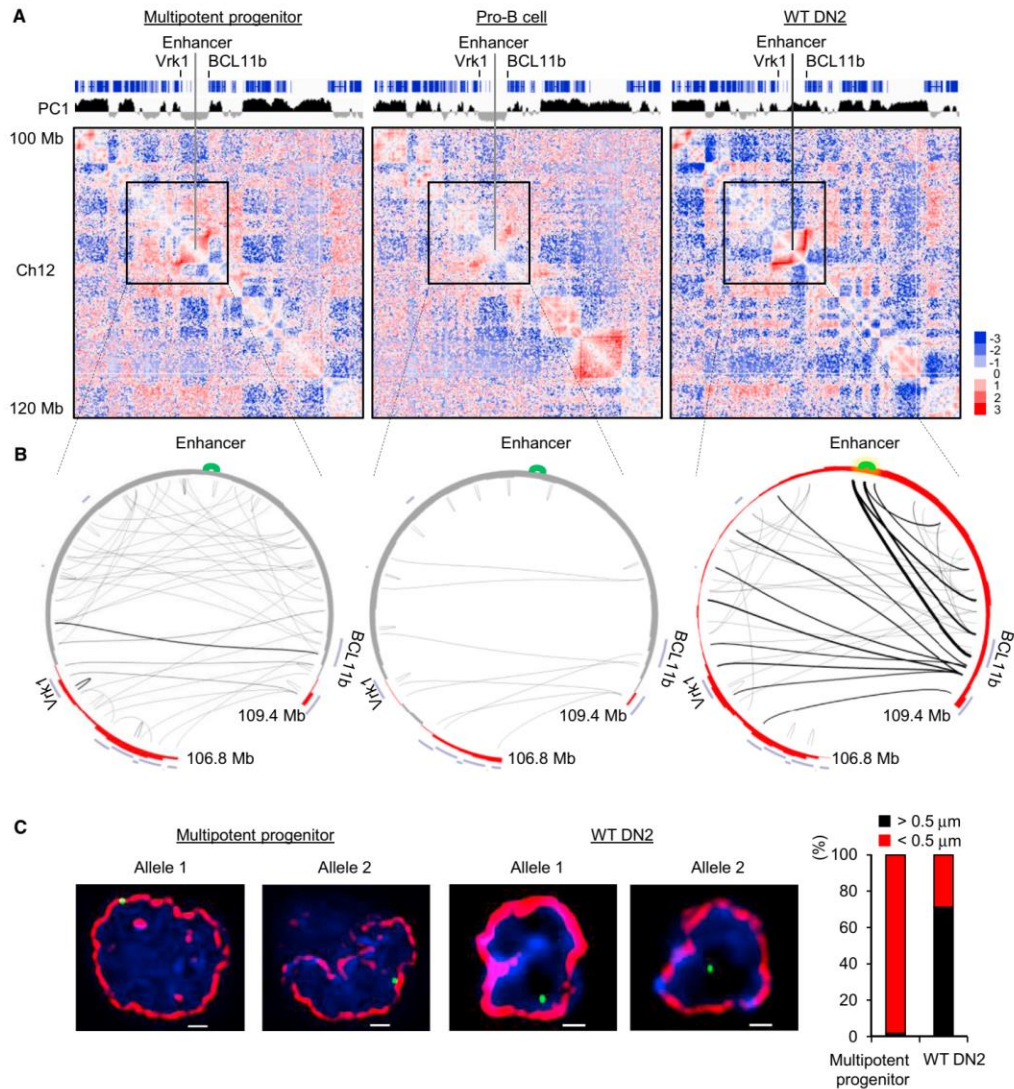 A
Multipotent progenitor
Pro-B cell
WT DN2
Enhancer
Vrk1 BCL11b
Enhancer
Vrk1 BCL11b
Enhancer
Vrk1 BCL11b
PC1
100 Mb
Ch12
120 Mb
-3
-2
-1
0
1
2
3
B
Enhancer
Enhancer
Enhancer
Vrk1
BCL11b
109.4 Mb
106.8 Mb
Vrk1
BCL11b
109.4 Mb
106.8 Mb
Vrk1
BCL11b
109.4 Mb
106.8 Mb
C
Multipotent progenitor
WT DN2
Allele 1
Allele 2
Allele 1
Allele 2
> 0.5 μm
< 0.5 μm
(%)
100
80
60
40
20
0
Multipotent
progenitor
WT DN2